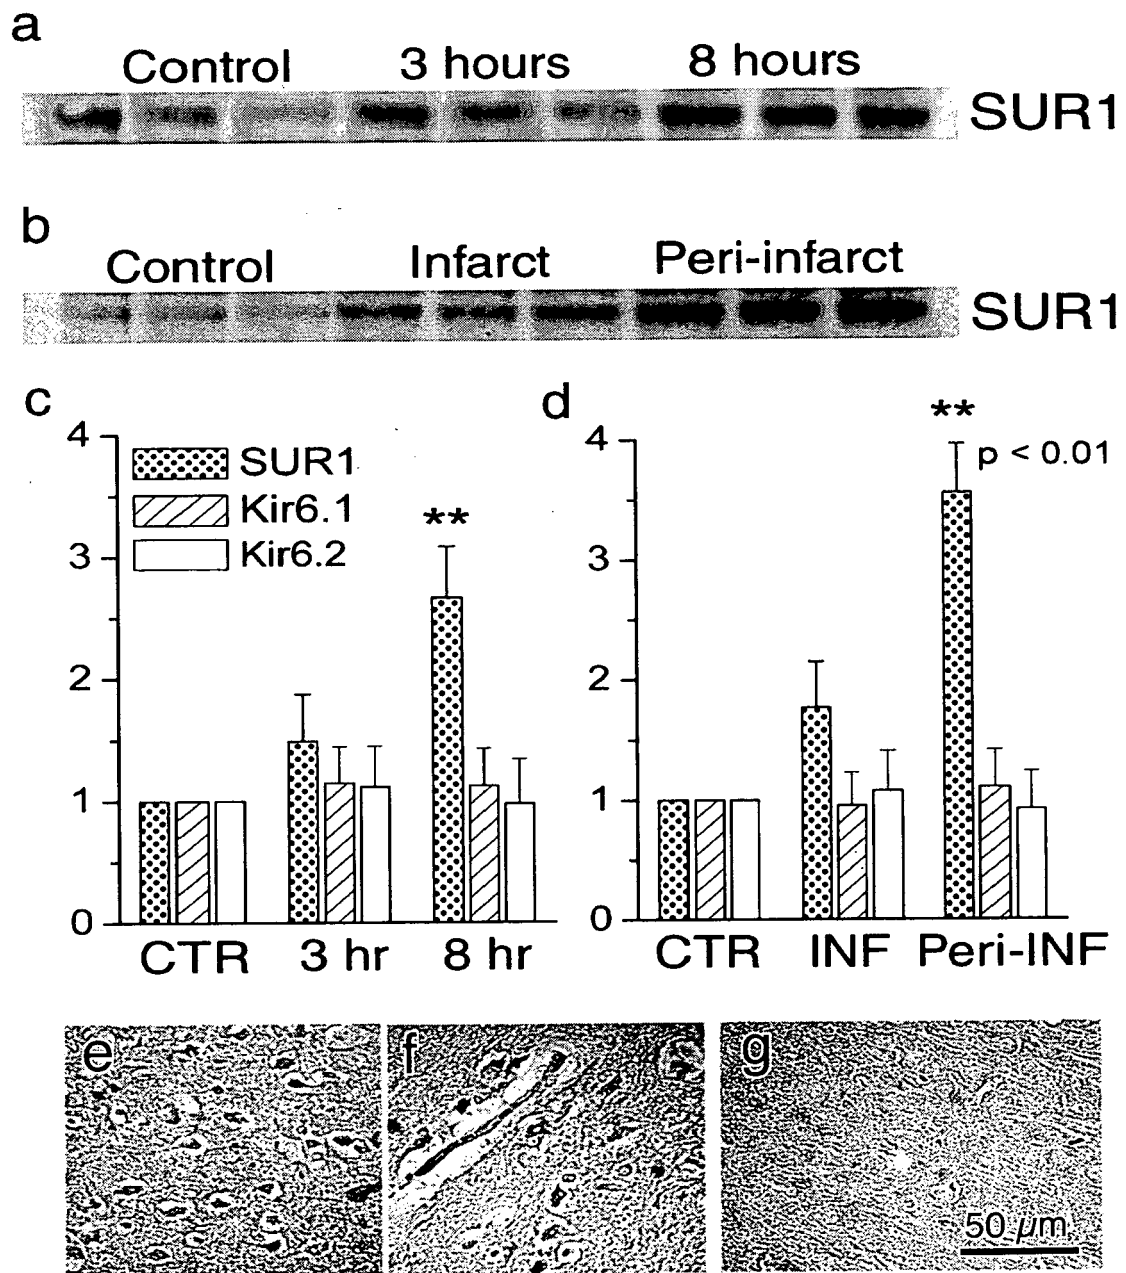 a
Control 3 hours 8 hours
SUR1
b
Control Infarct Peri-infarct
SUR1
c
4
3
2
1
0
SUR1
Kir6.1
Kir6.2
**
CTR 3 hr 8 hr
d
4
3
2
1
0
**
p < 0.01
CTR INF Peri-INF
e f g
50 µm